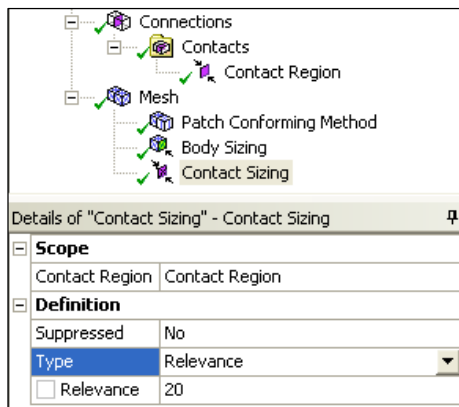 Connections
Contacts
Contact Region
Mesh
Patch Conforming Method
Body Sizing
Contact Sizing
Details of "Contact Sizing" - Contact Sizing
Scope
Contact Region Contact Region
Definition
Suppressed No
Type Relevance
Relevance 20